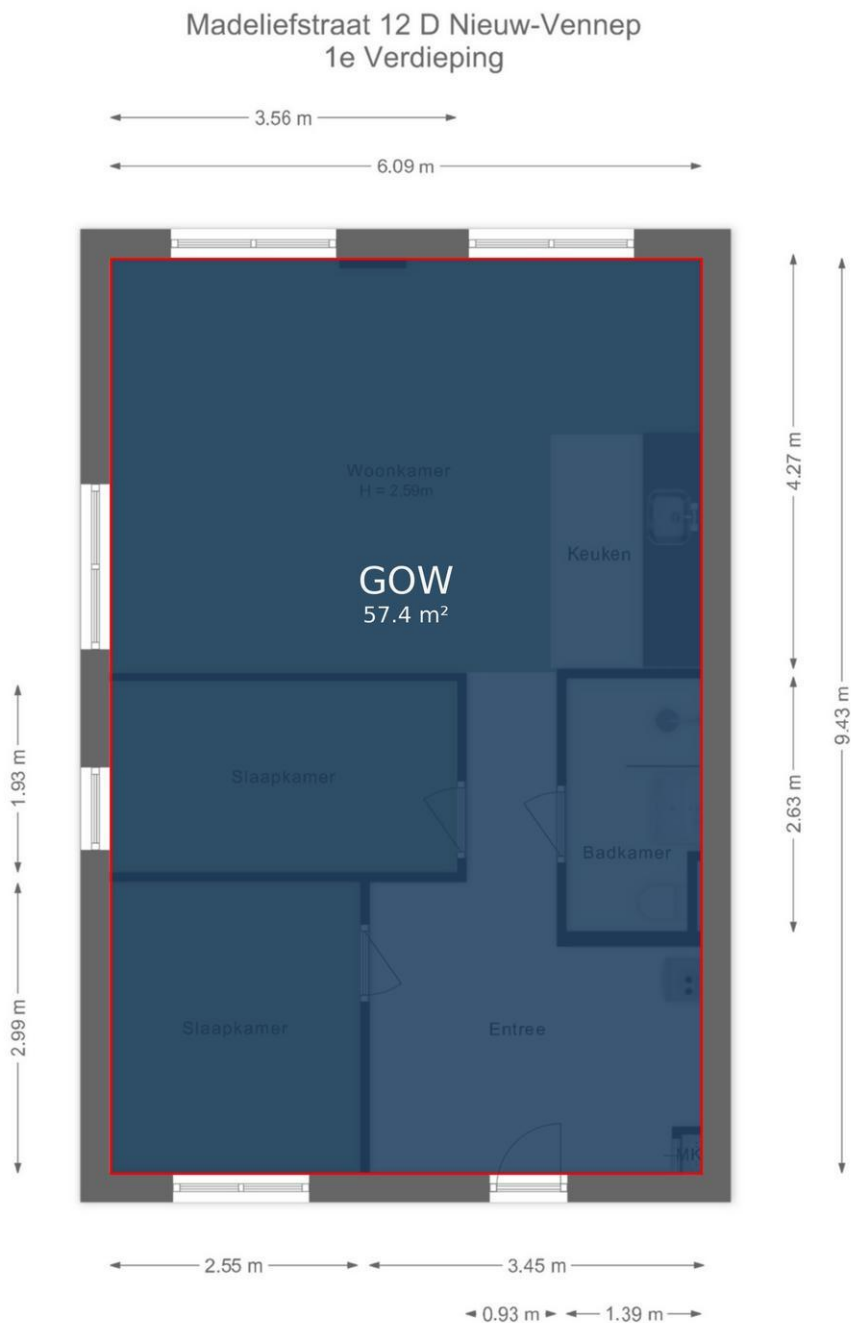 Madeliefstraat 12 D Nieuw-Vennep
1e Verdieping
3.56 m
6.09 m
4.27 m
9.43 m
Woonkamer
H = 2.59m
Keuken
GOW
57.4 m²
1.93 m
Slaapkamer
2.63 m
Badkamer
2.99 m
Slaapkamer
Entree
MK
2.55 m
3.45 m
0.93 m
1.39 m